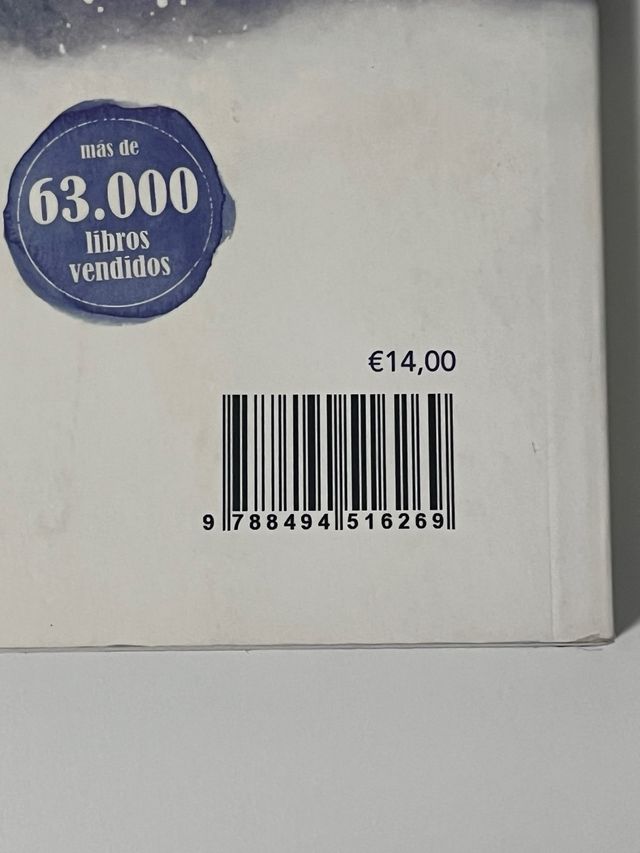 más de
63.000
libros
vendidos
€14,00
9 788494 516269